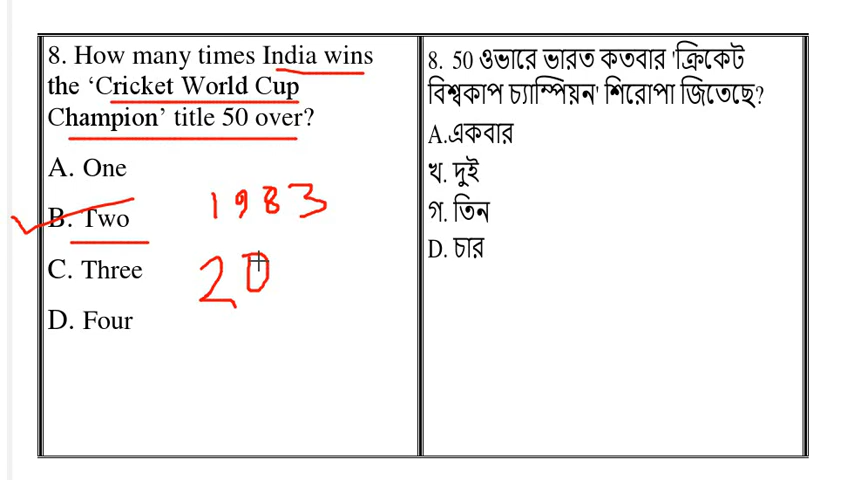 8. How many times India wins
the ‘Cricket World Cup
Champion’ title 50 over?
A. One
B. Two
C. Three
D. Four
1983
20
8. 50 ওভারে ভারত কতবার 'ক্রিকেট
বিশ্বকাপ চ্যাম্পিয়ন' শিরোপা জিতেছে?
A.একবার
খ. দুই
গ. তিন
D. চার